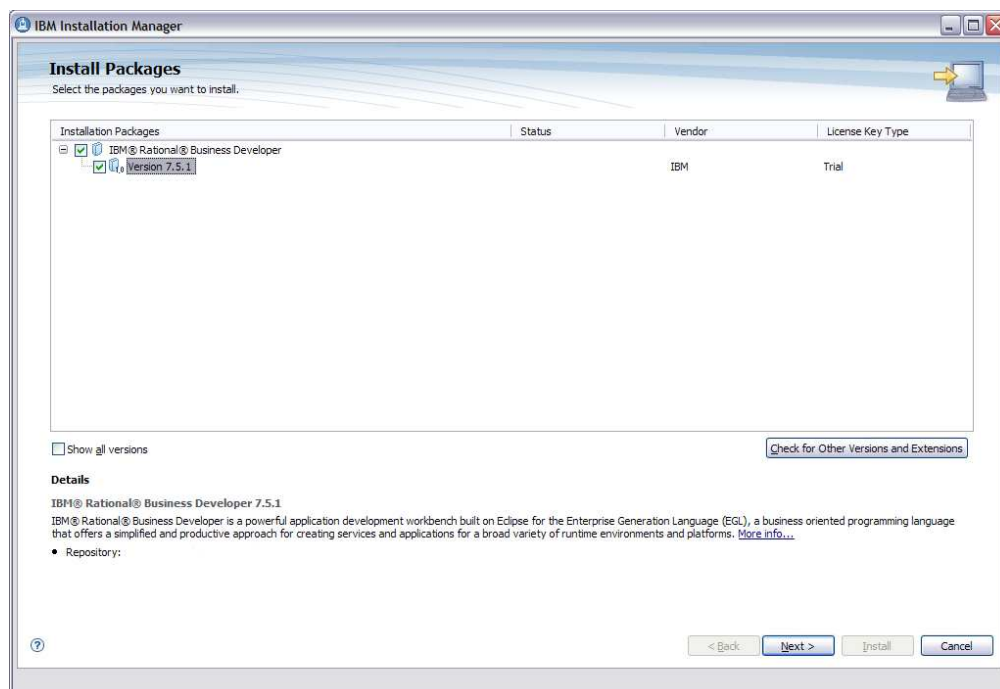 IBM Installation Manager
Install Packages
Select the packages you want to install.
Installation Packages Status Vendor License Key Type
IBM® Rational® Business Developer
1.0 Version 7.5.1 IBM Trial
Show all versions Check for Other Versions and Extensions
Details
IBM® Rational® Business Developer 7.5.1
IBM® Rational® Business Developer is a powerful application development workbench built on Eclipse for the Enterprise Generation Language (EGL), a business oriented programming language
that offers a simplified and productive approach for creating services and applications for a broad variety of runtime environments and platforms. More info...
• Repository:
? < Back Next > Install Cancel